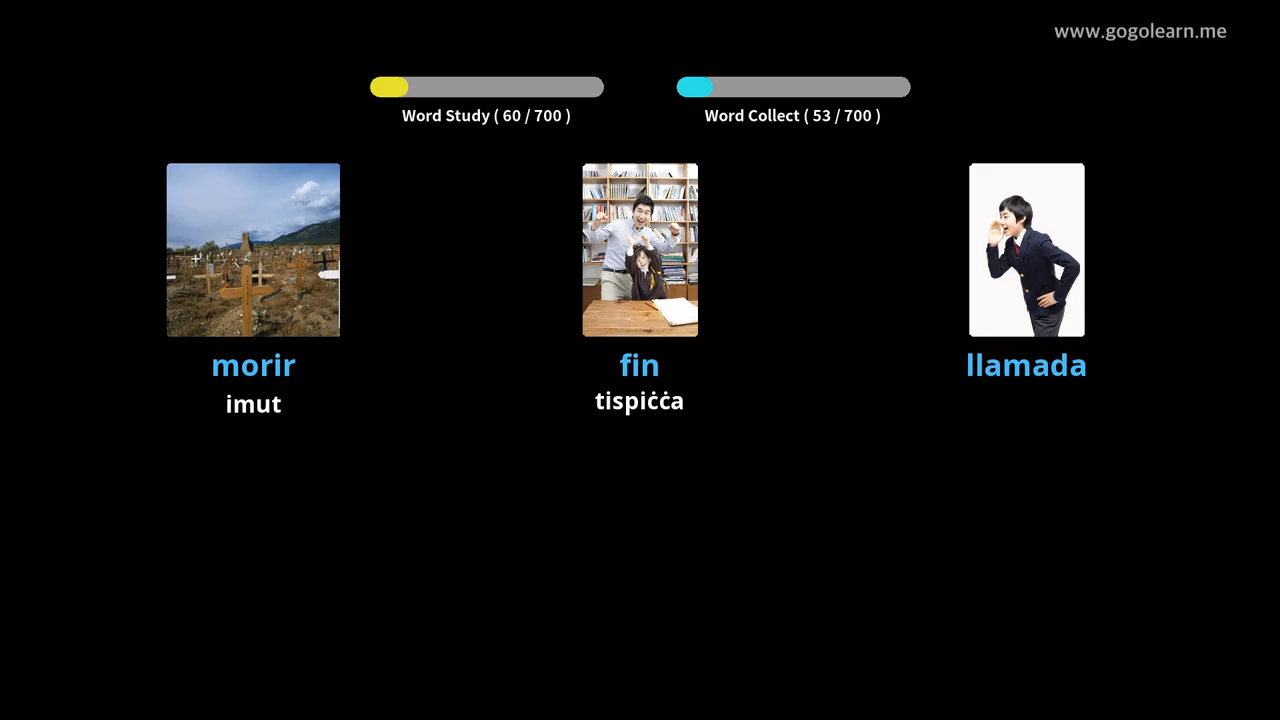 www.gogolearn.me
Word Study ( 60 / 700 )
Word Collect ( 53 / 700 )
morir
fin
llamada
imut
tispiċċa